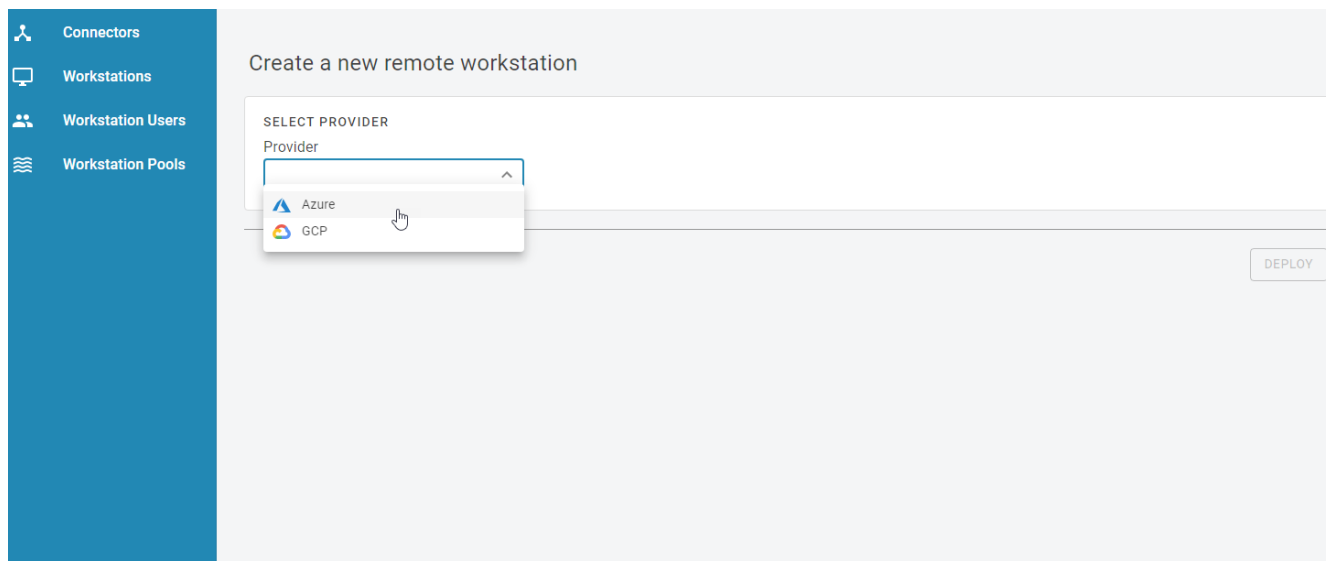 Connectors
Workstations
Workstation Users
Workstation Pools
Create a new remote workstation
SELECT PROVIDER
Provider
Azure
GCP
DEPLOY